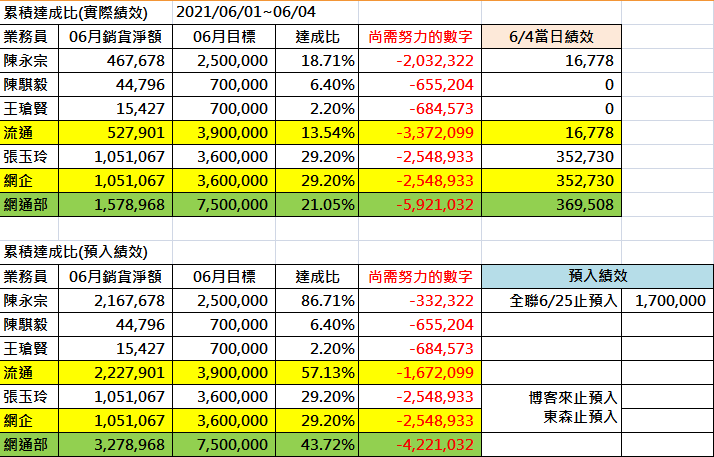 累積達成比(實際績效) 2021/06/01~06/04
業務員 06月銷貨淨額 06月目標 達成比 尚需努力的數字 6/4當日績效
陳永宗 467,678 2,500,000 18.71% -2,032,322 16,778
陳騏毅 44,796 700,000 6.40% -655,204 0
王瑲賢 15,427 700,000 2.20% -684,573 0
流通 527,901 3,900,000 13.54% -3,372,099 16,778
張玉玲 1,051,067 3,600,000 29.20% -2,548,933 352,730
網企 1,051,067 3,600,000 29.20% -2,548,933 352,730
網通部 1,578,968 7,500,000 21.05% -5,921,032 369,508
累積達成比(預入績效)
業務員 06月銷貨淨額 06月目標 達成比 尚需努力的數字 預入績效
陳永宗 2,167,678 2,500,000 86.71% -332,322 全聯6/25止預入 1,700,000
陳騏毅 44,796 700,000 6.40% -655,204
王瑲賢 15,427 700,000 2.20% -684,573
流通 2,227,901 3,900,000 57.13% -1,672,099
張玉玲 1,051,067 3,600,000 29.20% -2,548,933 博客來止預入
網企 1,051,067 3,600,000 29.20% -2,548,933 東森止預入
網通部 3,278,968 7,500,000 43.72% -4,221,032